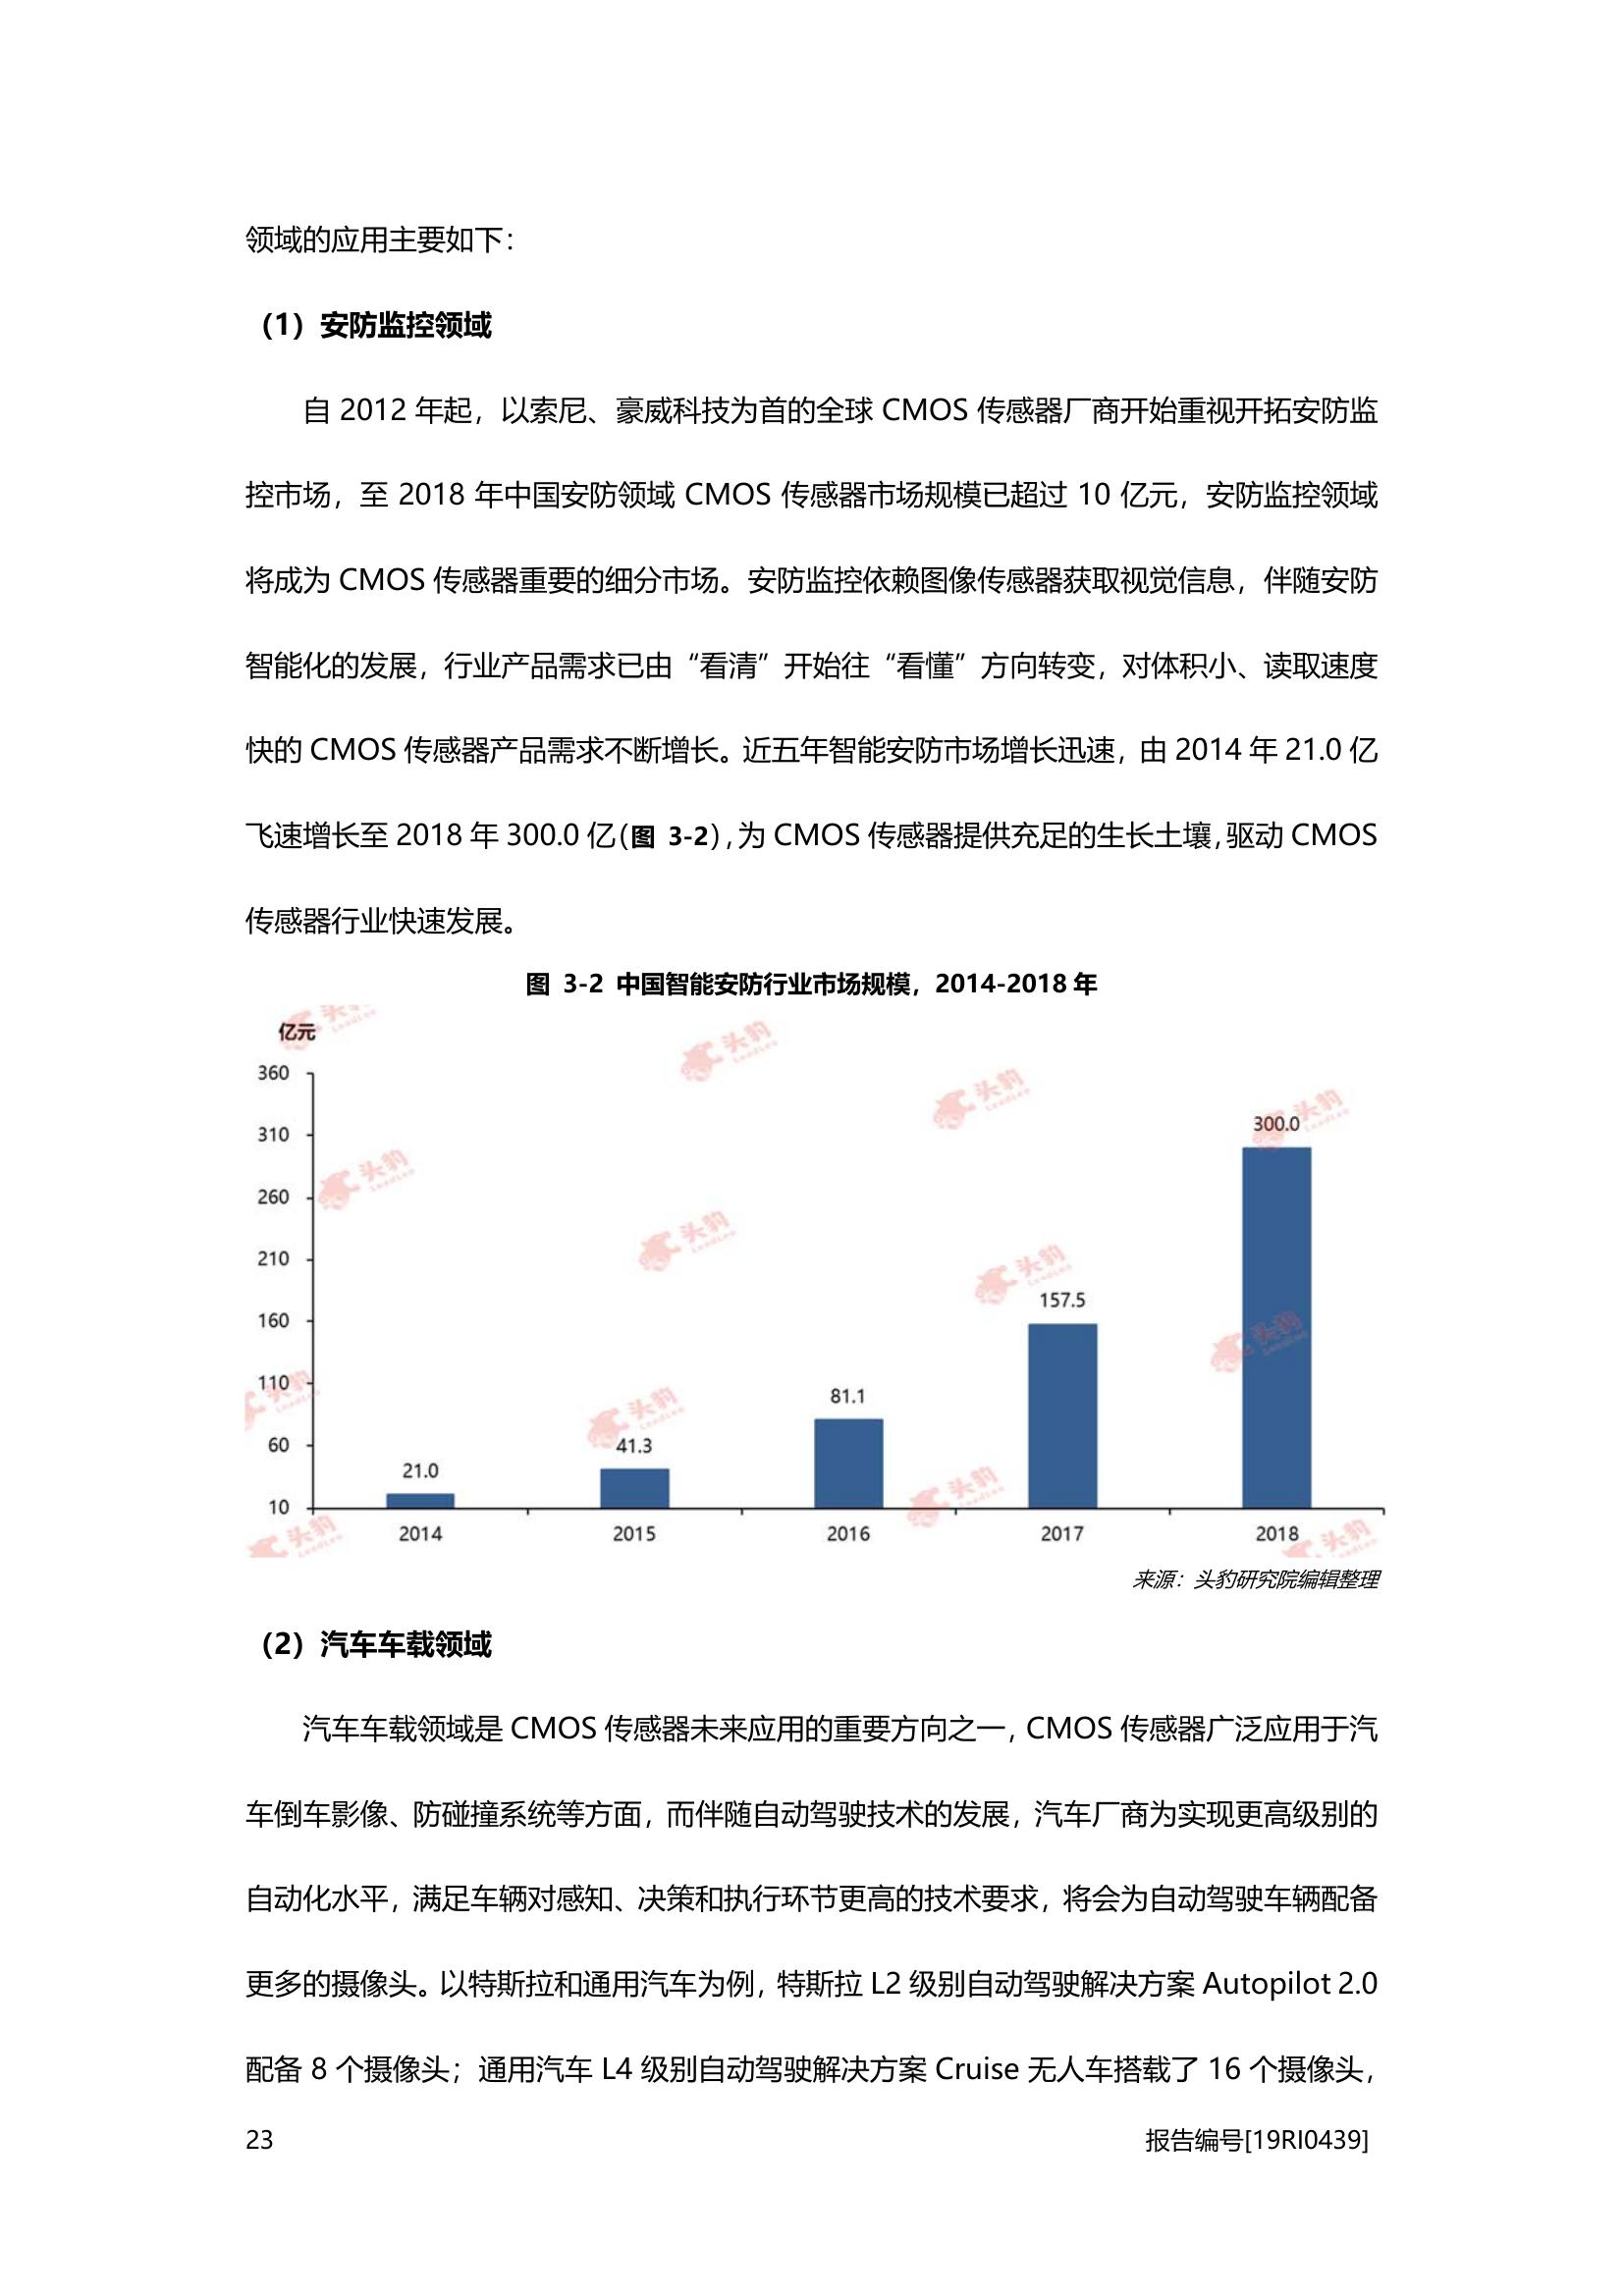 领域的应用主要如下：
（1）安防监控领域
自 2012 年起，以索尼、豪威科技为首的全球 CMOS 传感器厂商开始重视开拓安防监
控市场，至 2018 年中国安防领域 CMOS 传感器市场规模已超过 10 亿元，安防监控领域
将成为 CMOS 传感器重要的细分市场。安防监控依赖图像传感器获取视觉信息，伴随安防
智能化的发展，行业产品需求已由“看清”开始往“看懂”方向转变，对体积小、读取速度
快的 CMOS 传感器产品需求不断增长。近五年智能安防市场增长迅速，由 2014 年 21.0 亿
飞速增长至 2018 年 300.0 亿（图 3-2），为 CMOS 传感器提供充足的生长土壤，驱动 CMOS
传感器行业快速发展。
图 3-2 中国智能安防行业市场规模，2014-2018 年
亿元
360
310
260
210
160
110
60
10
21.0
41.3
81.1
157.5
300.0
2014
2015
2016
2017
2018
头豹
LeadLeo
来源：头豹研究院编辑整理
（2）汽车车载领域
汽车车载领域是 CMOS 传感器未来应用的重要方向之一，CMOS 传感器广泛应用于汽
车倒车影像、防碰撞系统等方面，而伴随自动驾驶技术的发展，汽车厂商为实现更高级别的
自动化水平，满足车辆对感知、决策和执行环节更高的技术要求，将会为自动驾驶车辆配备
更多的摄像头。以特斯拉和通用汽车为例，特斯拉 L2 级别自动驾驶解决方案 Autopilot 2.0
配备 8 个摄像头；通用汽车 L4 级别自动驾驶解决方案 Cruise 无人车搭载了 16 个摄像头，
23
报告编号[19RI0439]